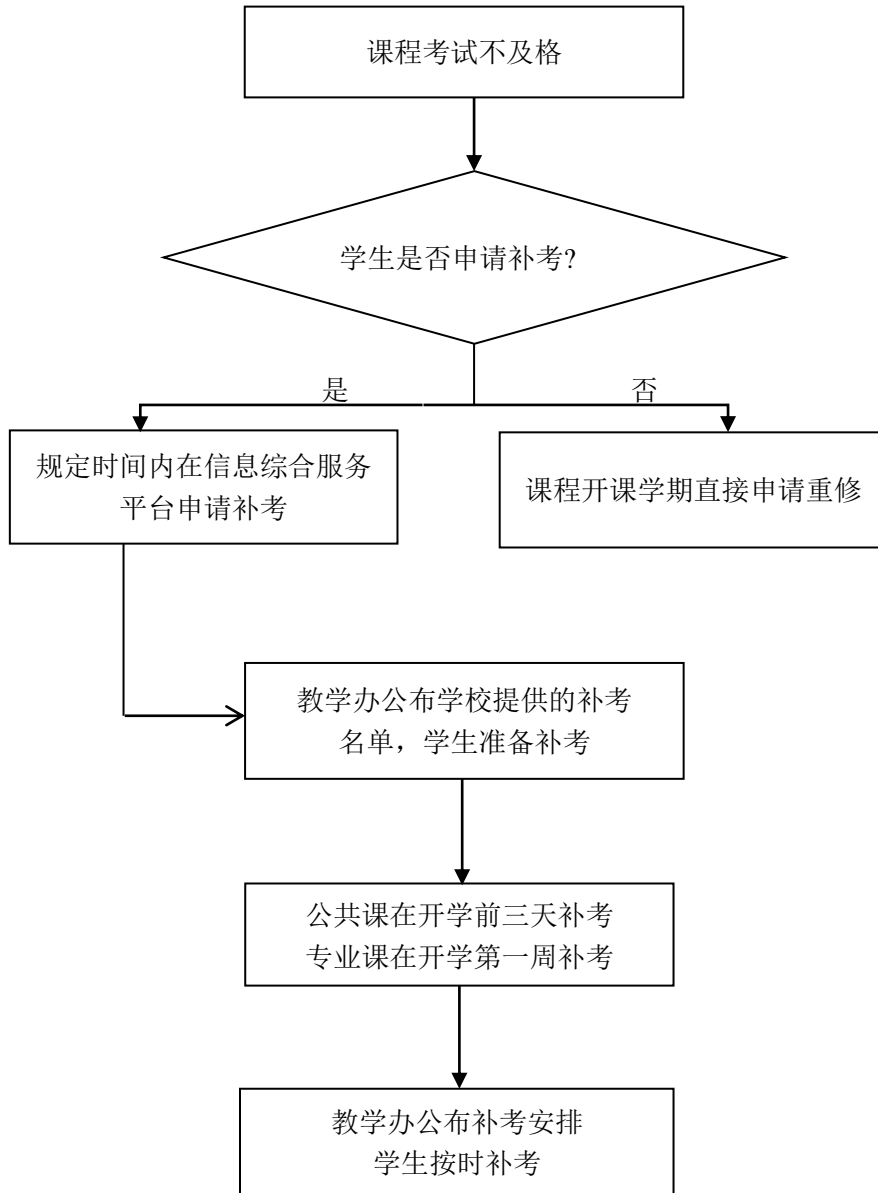 课程考试不及格
学生是否申请补考?
是
否
规定时间内在信息综合服务
平台申请补考
课程开课学期直接申请重修
教学办公布学校提供的补考
名单，学生准备补考
公共课在开学前三天补考
专业课在开学第一周补考
教学办公布补考安排
学生按时补考